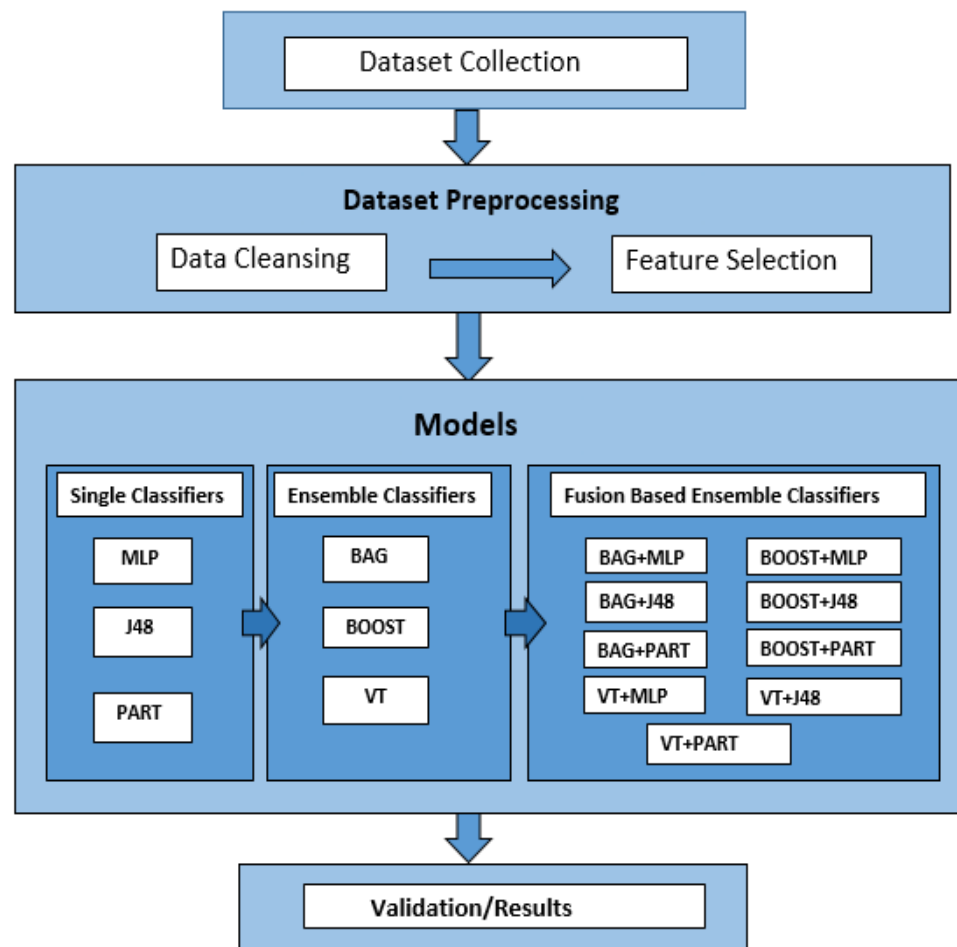 Dataset Collection
Dataset Preprocessing
Data Cleansing
Feature Selection
Models
Single Classifiers
MLP
J48
PART
Ensemble Classifiers
BAG
BOOST
VT
Fusion Based Ensemble Classifiers
BAG+MLP
BOOST+MLP
BAG+J48
BOOST+J48
BAG+PART
BOOST+PART
VT+MLP
VT+J48
VT+PART
Validation/Results